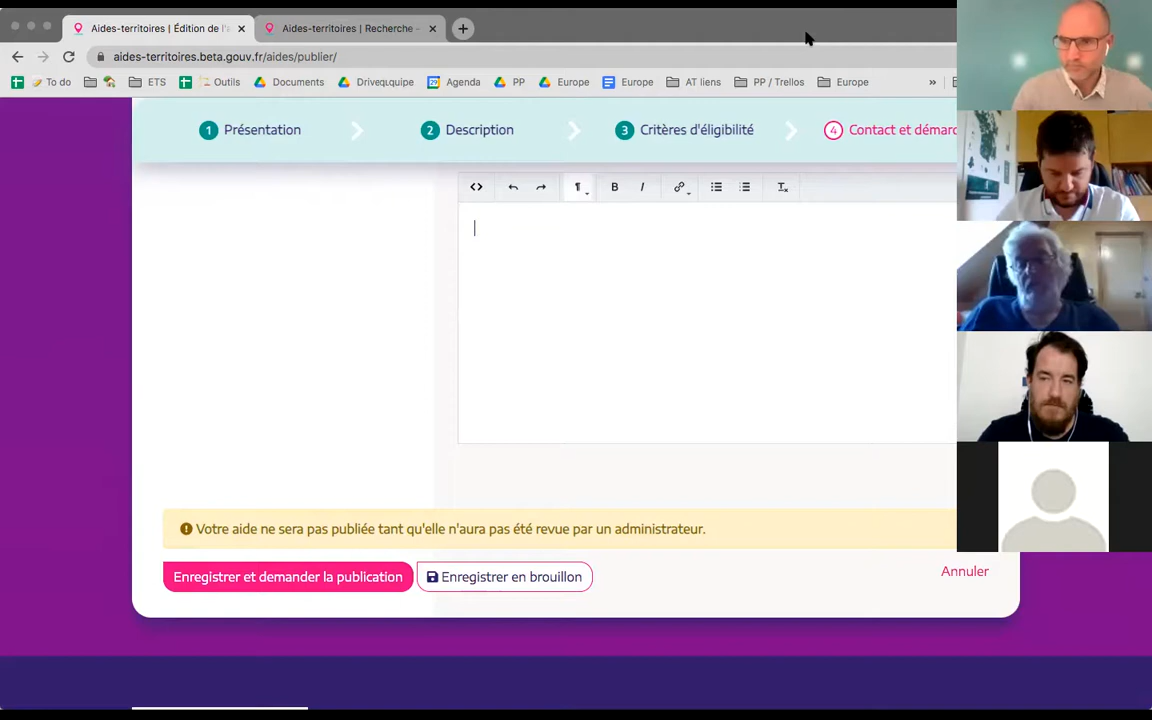 Aides-territoires | Édition de l'a
Aides-territoires | Recherche -
aides-territoires.beta.gouv.fr/aides/publier/
To do
ETS
Outils
Documents
Driveqquipe
Agenda
PP
Europe
Europe
AT liens
PP / Trellos
Europe
»
1 Présentation
2 Description
3 Critères d'éligibilité
4 Contact et démarc
<> ¶ B I Tx
Votre aide ne sera pas publiée tant qu'elle n'aura pas été revue par un administrateur.
Enregistrer et demander la publication
Enregistrer en brouillon
Annuler